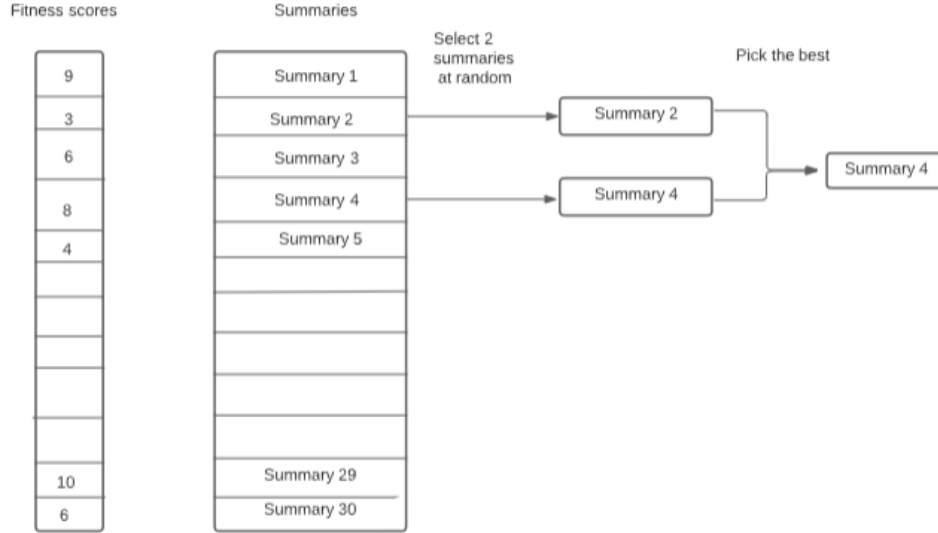 Fitness scores
Summaries
Select 2
summaries
at random
Pick the best
9
Summary 1
3
Summary 2
Summary 2
6
Summary 3
Summary 4
8
Summary 4
Summary 4
4
Summary 5
10
Summary 29
6
Summary 30